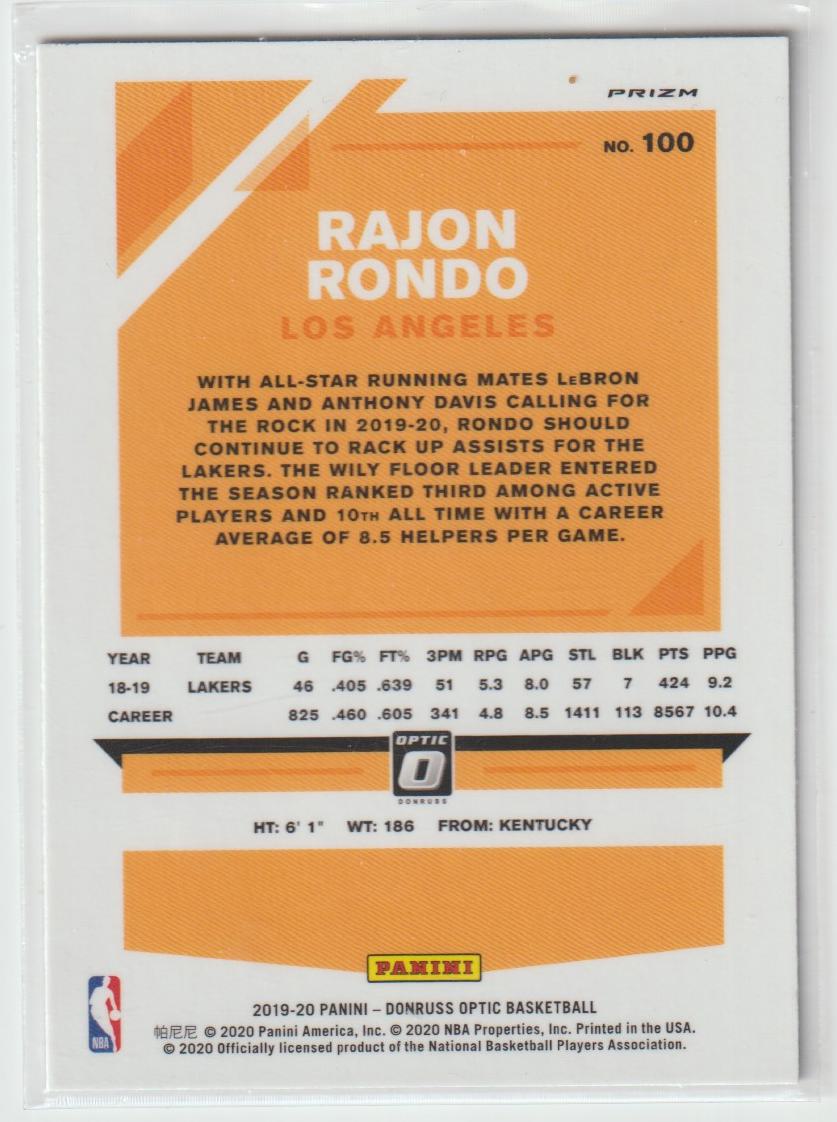 PRIZM
NO. 100
RAJON
RONDO
LOS ANGELES
WITH ALL-STAR RUNNING MATES LeBRON
JAMES AND ANTHONY DAVIS CALLING FOR
THE ROCK IN 2019-20, RONDO SHOULD
CONTINUE TO RACK UP ASSISTS FOR THE
LAKERS. THE WILY FLOOR LEADER ENTERED
THE SEASON RANKED THIRD AMONG ACTIVE
PLAYERS AND 10TH ALL TIME WITH A CAREER
AVERAGE OF 8.5 HELPERS PER GAME.
YEAR TEAM G FG% FT% 3PM RPG APG STL BLK PTS PPG
18-19 LAKERS 46 .405 .639 51 5.3 8.0 57 7 424 9.2
CAREER 825 .460 .605 341 4.8 8.5 1411 113 8567 10.4
OPTIC
O
DONRUSS
HT: 6' 1" WT: 186 FROM: KENTUCKY
PANINI
NBA
2019-20 PANINI – DONRUSS OPTIC BASKETBALL
帕尼尼 © 2020 Panini America, Inc. © 2020 NBA Properties, Inc. Printed in the USA.
© 2020 Officially licensed product of the National Basketball Players Association.